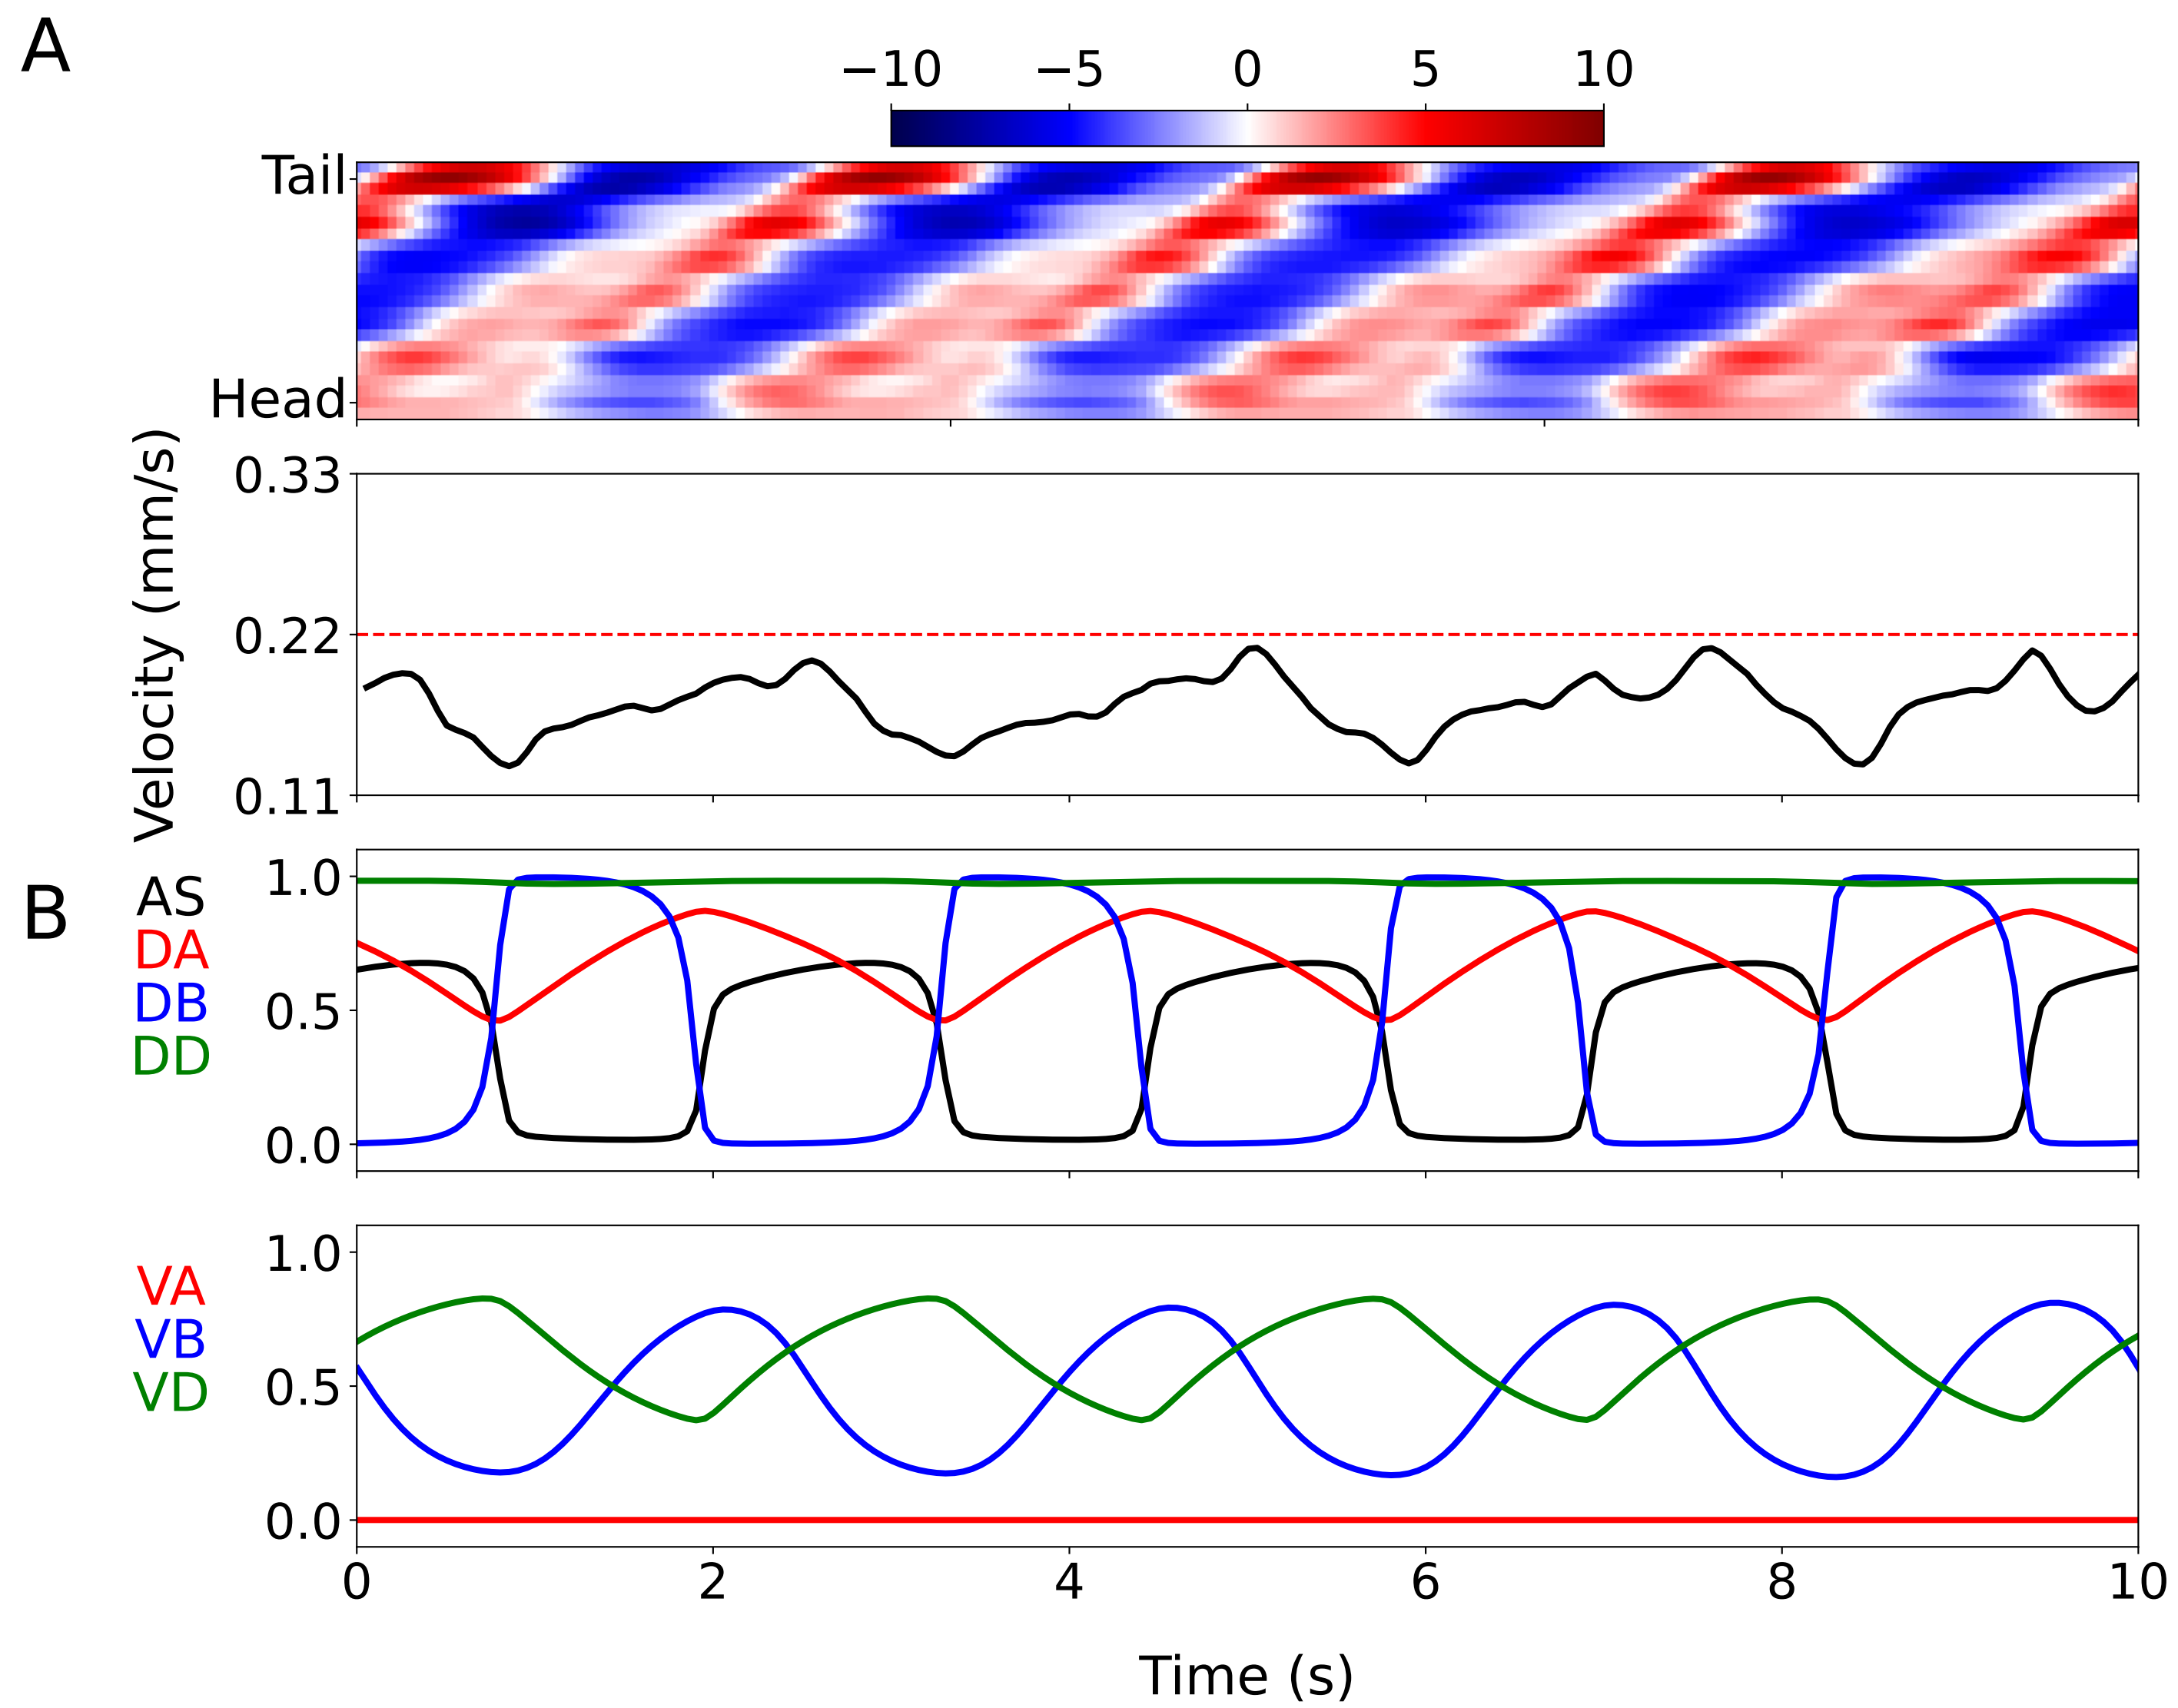 A
−10 −5 0 5 10
Tail
Head
Velocity (mm/s)
0.33
0.22
0.11
B
AS
DA
DB
DD
1.0
0.5
0.0
VA
VB
VD
1.0
0.5
0.0
0 2 4 6 8 10
Time (s)